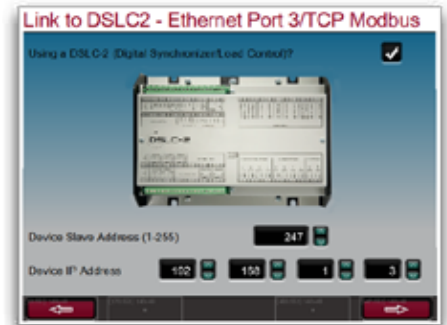 Link to DSLC2 - Ethernet Port 3/TCP Modbus
Using a DSLC-2 (Digital Synchronizer/Load Control)?
DSLC-2
Device Slave Address (1-255)
247
Device IP Address
192 168 1 3